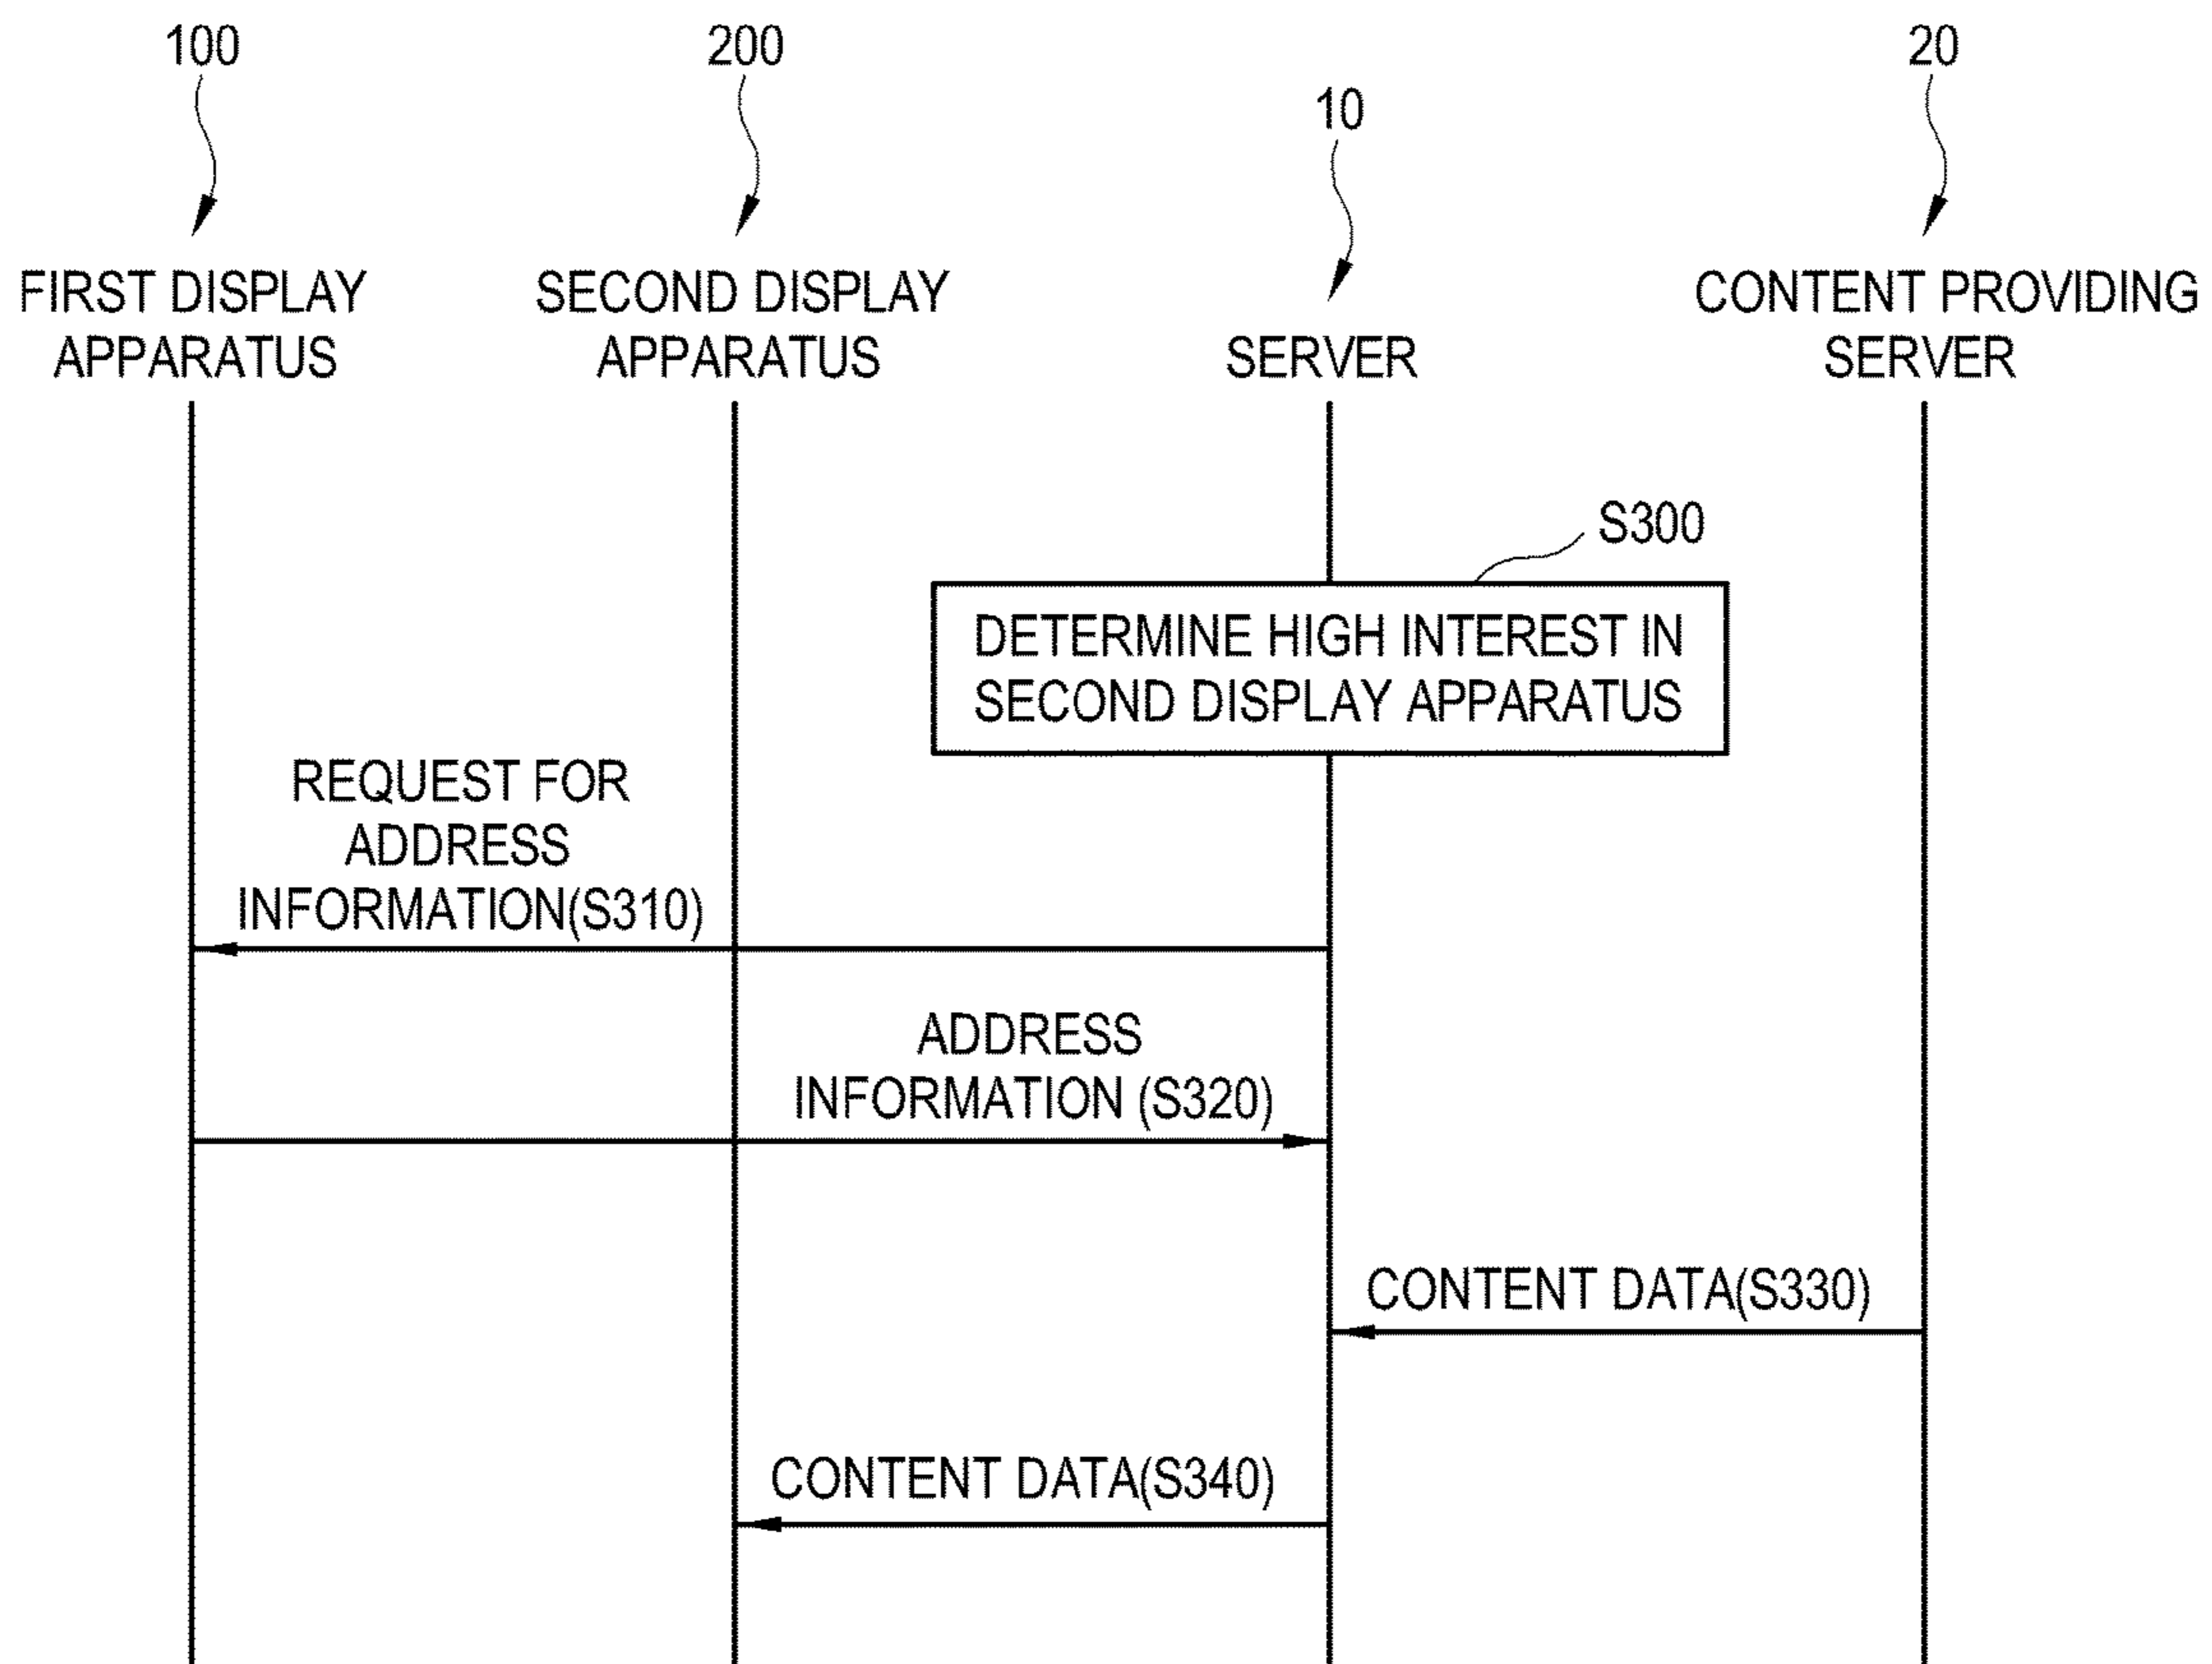 100
200
10
20
FIRST DISPLAY
APPARATUS
SECOND DISPLAY
APPARATUS
SERVER
CONTENT PROVIDING
SERVER
S300
DETERMINE HIGH INTEREST IN
SECOND DISPLAY APPARATUS
REQUEST FOR
ADDRESS
INFORMATION(S310)
ADDRESS
INFORMATION (S320)
CONTENT DATA(S330)
CONTENT DATA(S340)